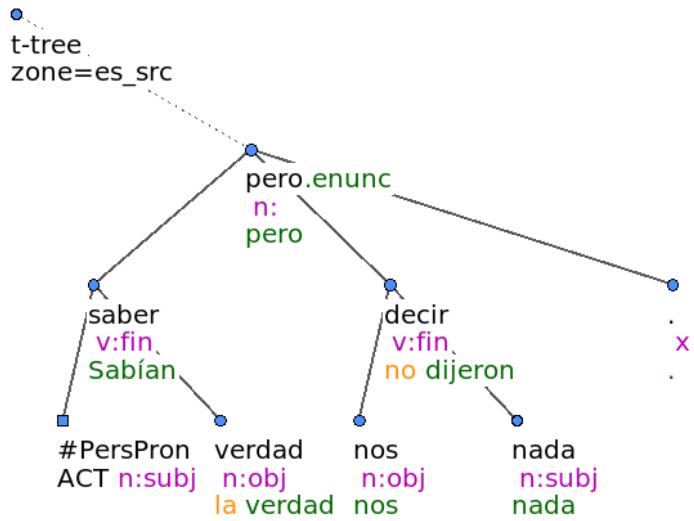 t-tree
zone=es_src
pero.enunc
n:
pero
saber
v:fin
Sabían
decir
v:fin
no dijeron
.
x
.
#PersPron
ACT n:subj
verdad
n:obj
la verdad
nos
n:obj
nos
nada
n:subj
nada